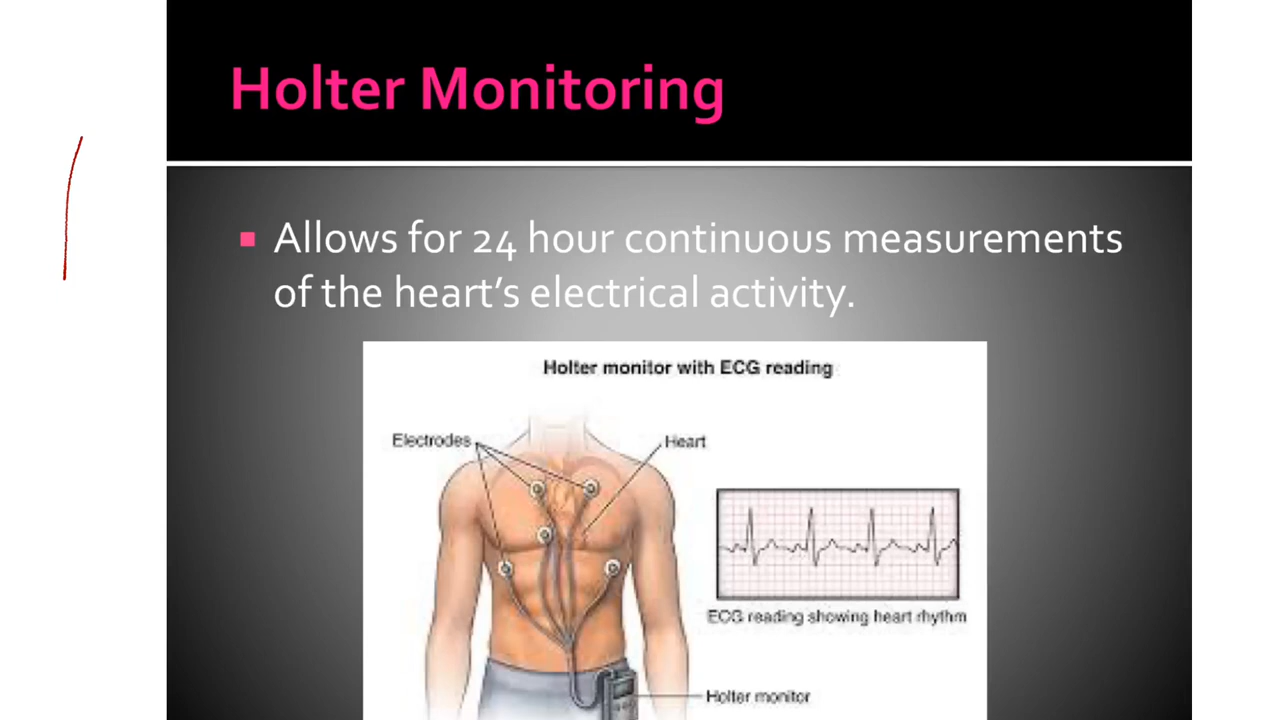 Holter Monitoring
Allows for 24 hour continuous measurements
of the heart's electrical activity.
Holter monitor with ECG reading
Electrodes
Heart
ECG reading showing heart rhythm
Holter monitor